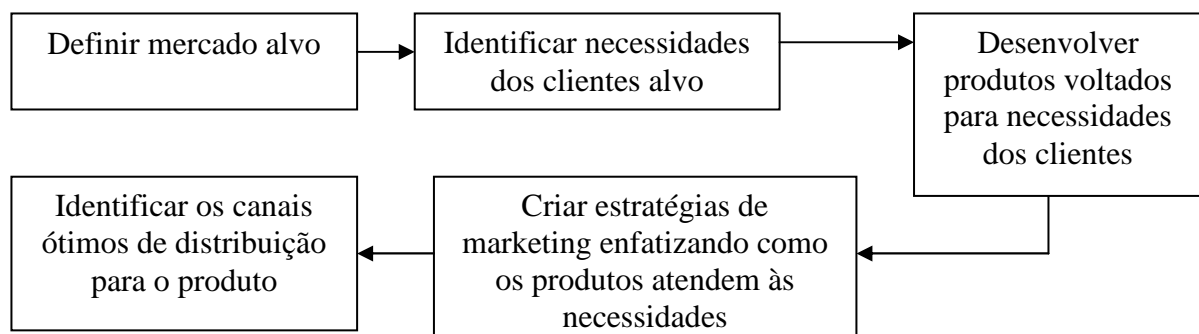 Definir mercado alvo
Identificar necessidades
dos clientes alvo
Desenvolver
produtos voltados
para necessidades
dos clientes
Criar estratégias de
marketing enfatizando como
os produtos atendem às
necessidades
Identificar os canais
ótimos de distribuição
para o produto